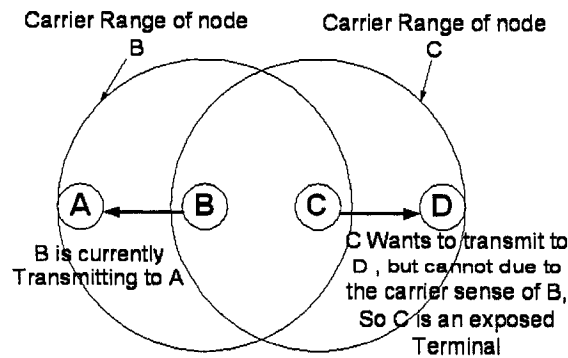 Carrier Range of node
B
Carrier Range of node
C
A
B
C
D
B is currently
Transmitting to A
C Wants to transmit to
D , but cannot due to
the carrier sense of B,
So C is an exposed
Terminal